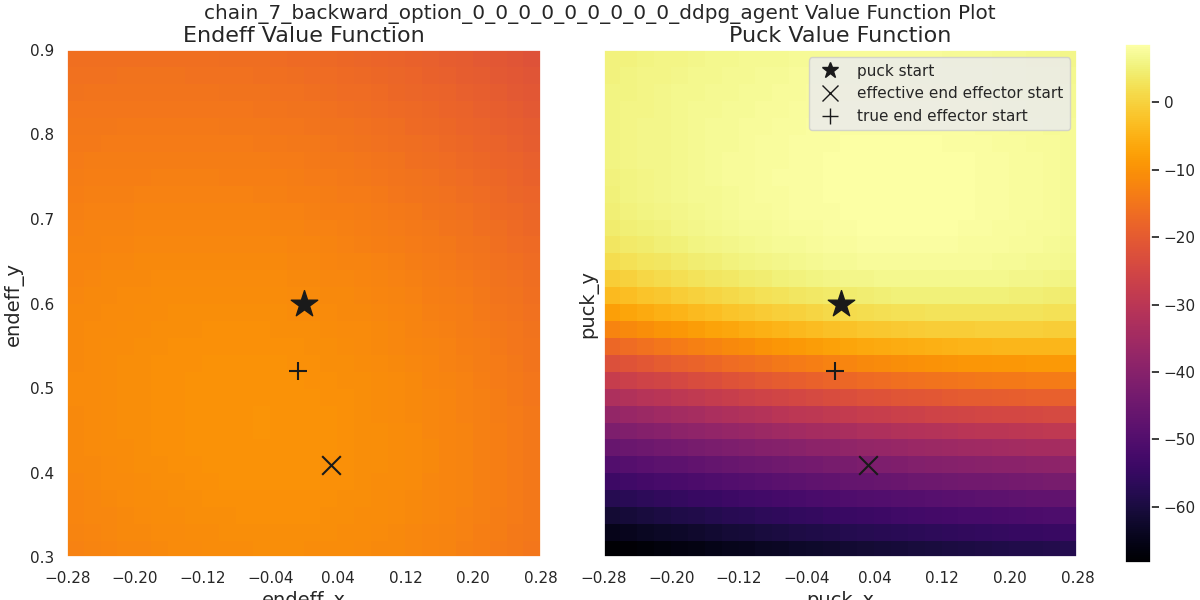 chain_7_backward_option_0_0_0_0_0_0_0_0_0_ddpg_agent Value Function Plot
Endeff Value Function
Puck Value Function
puck start
effective end effector start
true end effector start
endeff_y
0.9
0.8
0.7
0.6
0.5
0.4
0.3
−0.28 −0.20 −0.12 −0.04 0.04 0.12 0.20 0.28
endeff_x
puck_y
−0.28 −0.20 −0.12 −0.04 0.04 0.12 0.20 0.28
puck_x
0
−10
−20
−30
−40
−50
−60